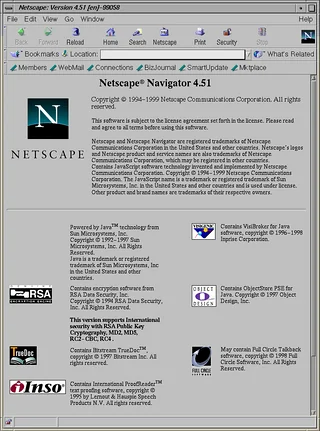 Netscape: Version 4.51 [en]-99058
File Edit View Go Window Help
Back Forward Reload Home Search Netscape Print Security Stop
Bookmarks Location: What's Related
Members WebMail Connections BizJournal SmartUpdate Mktplace
Netscape® Navigator 4.51
N
NETSCAPE
Copyright © 1994-1999 Netscape Communications Corporation, All rights
reserved.
This software is subject to the license agreement set forth in the license. Please read
and agree to all terms before using this software.
Netscape and Netscape Navigator are registered trademarks of Netscape
Communications Corporation in the United States and other countries. Netscape's logos
and Netscape product and service names are also trademarks of Netscape
Communications Corporation, which may be registered in other countries.
Contains JavaScript software technology invented and implemented by Netscape
Communications Corporation. Copyright © 1994-1999 Netscape Communications
Corporation. The JavaScript name is a trademark or registered trademark of Sun
Microsystems, Inc. in the United States and other countries and is used under license.
Other product and brand names are trademarks of their respective owners.
Powered by Java™ technology from
Sun Microsystems, Inc.
Copyright © 1992-1997 Sun
Microsystems, Inc. All Rights
Reserved.
Java is a trademark or registered
trademark of Sun Microsystems, Inc
in the United States
and other countries.
Contains VisiBroker for Java
software, copyright © 1996-1998
Inprise Corporation.
RSA
Contains encryption software from
RSA Data Security, Inc.
Copyright © 1994 RSA Data Security,
Inc. All Rights Reserved.
This version supports International
security with RSA Public Key
Cryptography, MD2, MD5,
RC2-CBC, RC4.
OBJECT
DESIGN
Contains ObjectStore PSE for
Java. Copyright © 1997 Object
Design, Inc.
TrueDoc
Contains Bitstream TrueDoc™,
copyright © 1997 Bitstream Inc. All
rights reserved.
FULL CIRCLE
May contain Full Circle Talkback
software, copyright © 1998 Full
Circle Software, Inc. All Rights
Reserved.
Inso
Contains International ProofReader™
text proofing software, copyright ©
1995 by Lernout & Hauspie Speech
Products N.V. All rights reserved.